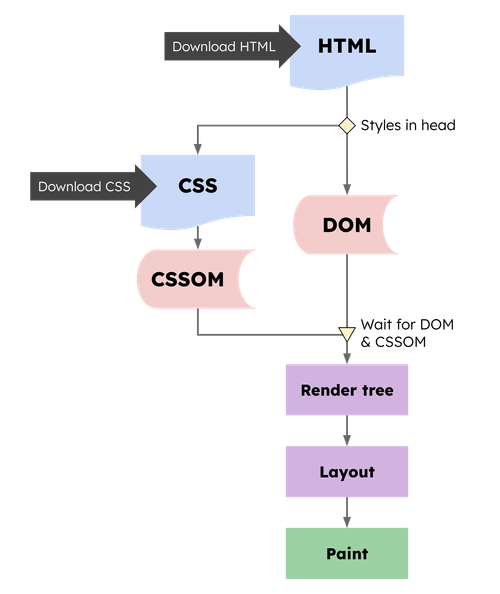 Download HTML
HTML
Styles in head
Download CSS
CSS
DOM
CSSOM
Wait for DOM
& CSSOM
Render tree
Layout
Paint